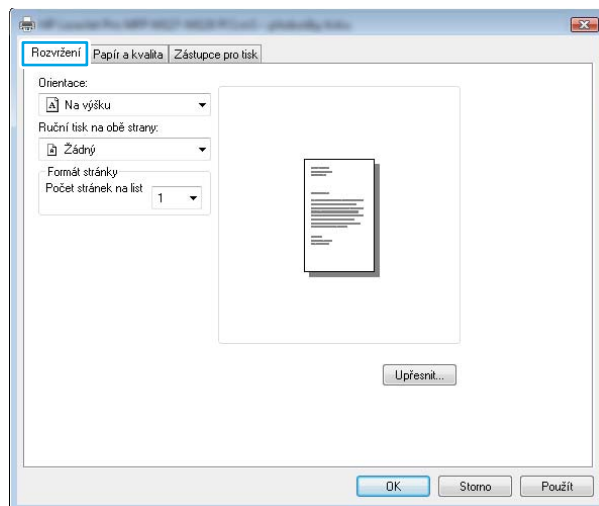 Rozvržení Papír a kvalita Zástupce pro tisk
Orientace:
Na výšku
Ruční tisk na obě strany:
Žádný
Formát stránky
Počet stránek na list
1
Upřesnit...
OK Storno Použít